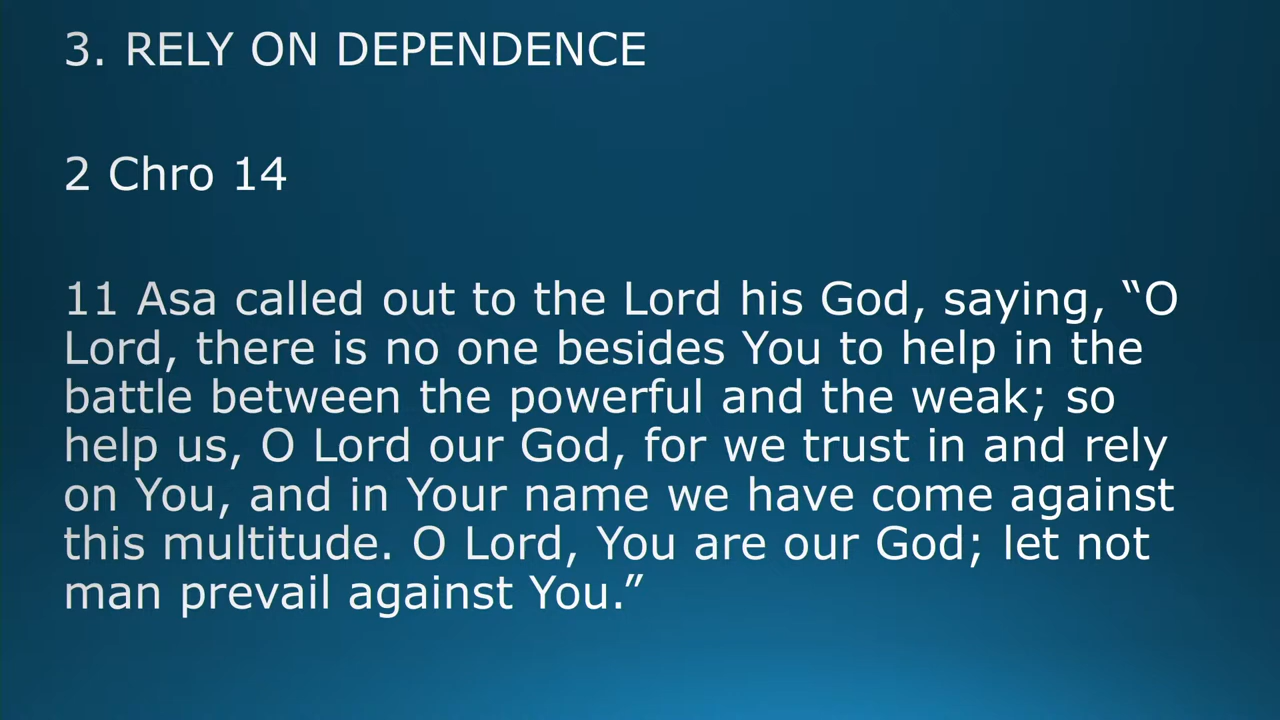 3. RELY ON DEPENDENCE
2 Chro 14
11 Asa called out to the Lord his God, saying, “O
Lord, there is no one besides You to help in the
battle between the powerful and the weak; so
help us, O Lord our God, for we trust in and rely
on You, and in Your name we have come against
this multitude. O Lord, You are our God; let not
man prevail against You.”